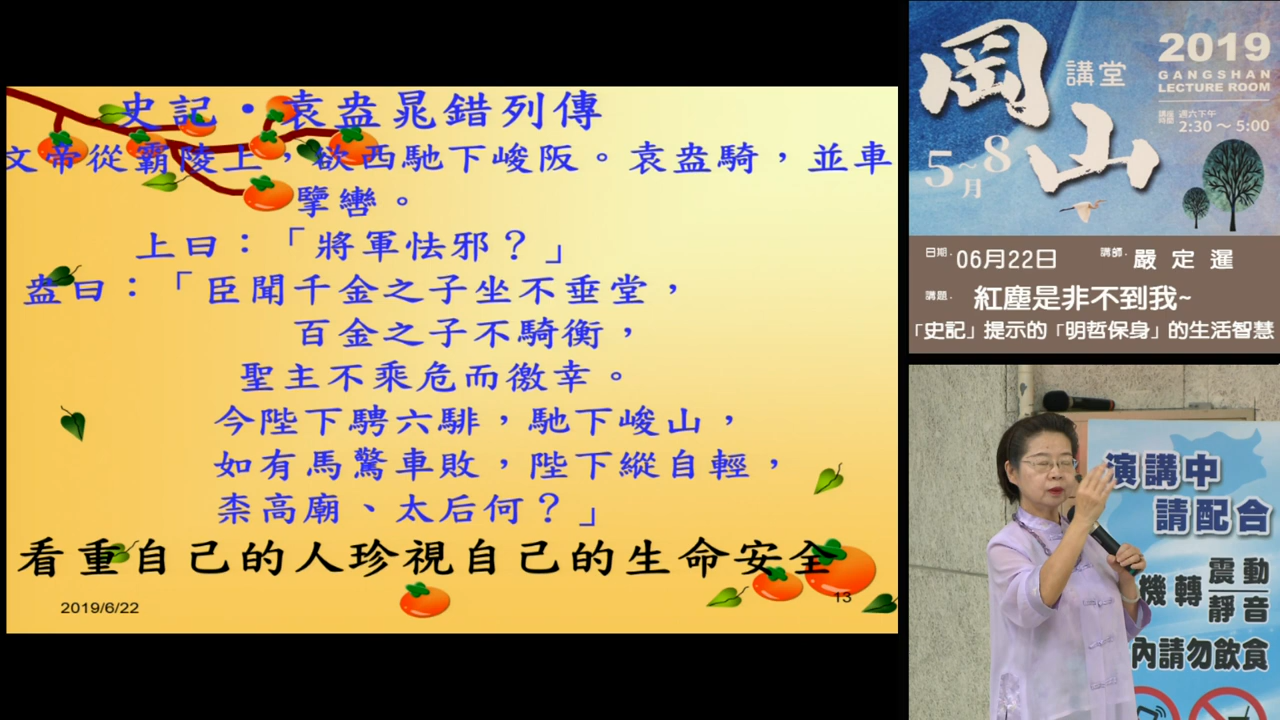 史記‧袁盎晁錯列傳
文帝從霸陵上，欲西馳下峻阪。袁盎騎，並車
擥轡。
上曰：「將軍怯邪？」
盎曰：「臣聞千金之子坐不垂堂，
百金之子不騎衡，
聖主不乘危而徼幸。
今陛下騁六騑，馳下峻山，
如有馬驚車敗，陛下縱自輕，
柰高廟、太后何？」
看重自己的人珍視自己的生命安全
2019/6/22
13
岡山
講堂
2019
GANGSHAN
LECTURE ROOM
講座時間 週六下午
2:30～5:00
5～8月
日期. 06月22日 講師. 嚴定暹
講題. 紅塵是非不到我~
「史記」提示的「明哲保身」的生活智慧
演講中
請配合
機轉 震動
靜音
內請勿飲食